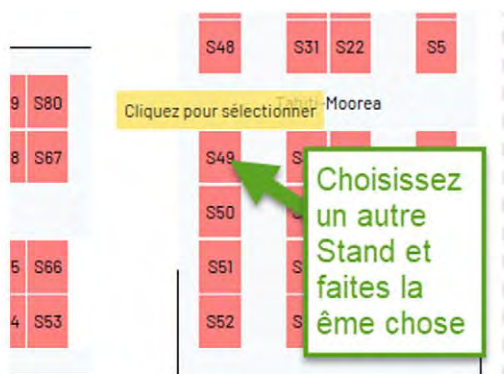 S48 S31 S22 S5
9 S80
Cliquez pour sélectionner
-Moorea
8 S67
S49
S50
5 S66
S51
4 S53
S52
Choisissez
un autre
Stand et
faites la
ême chose